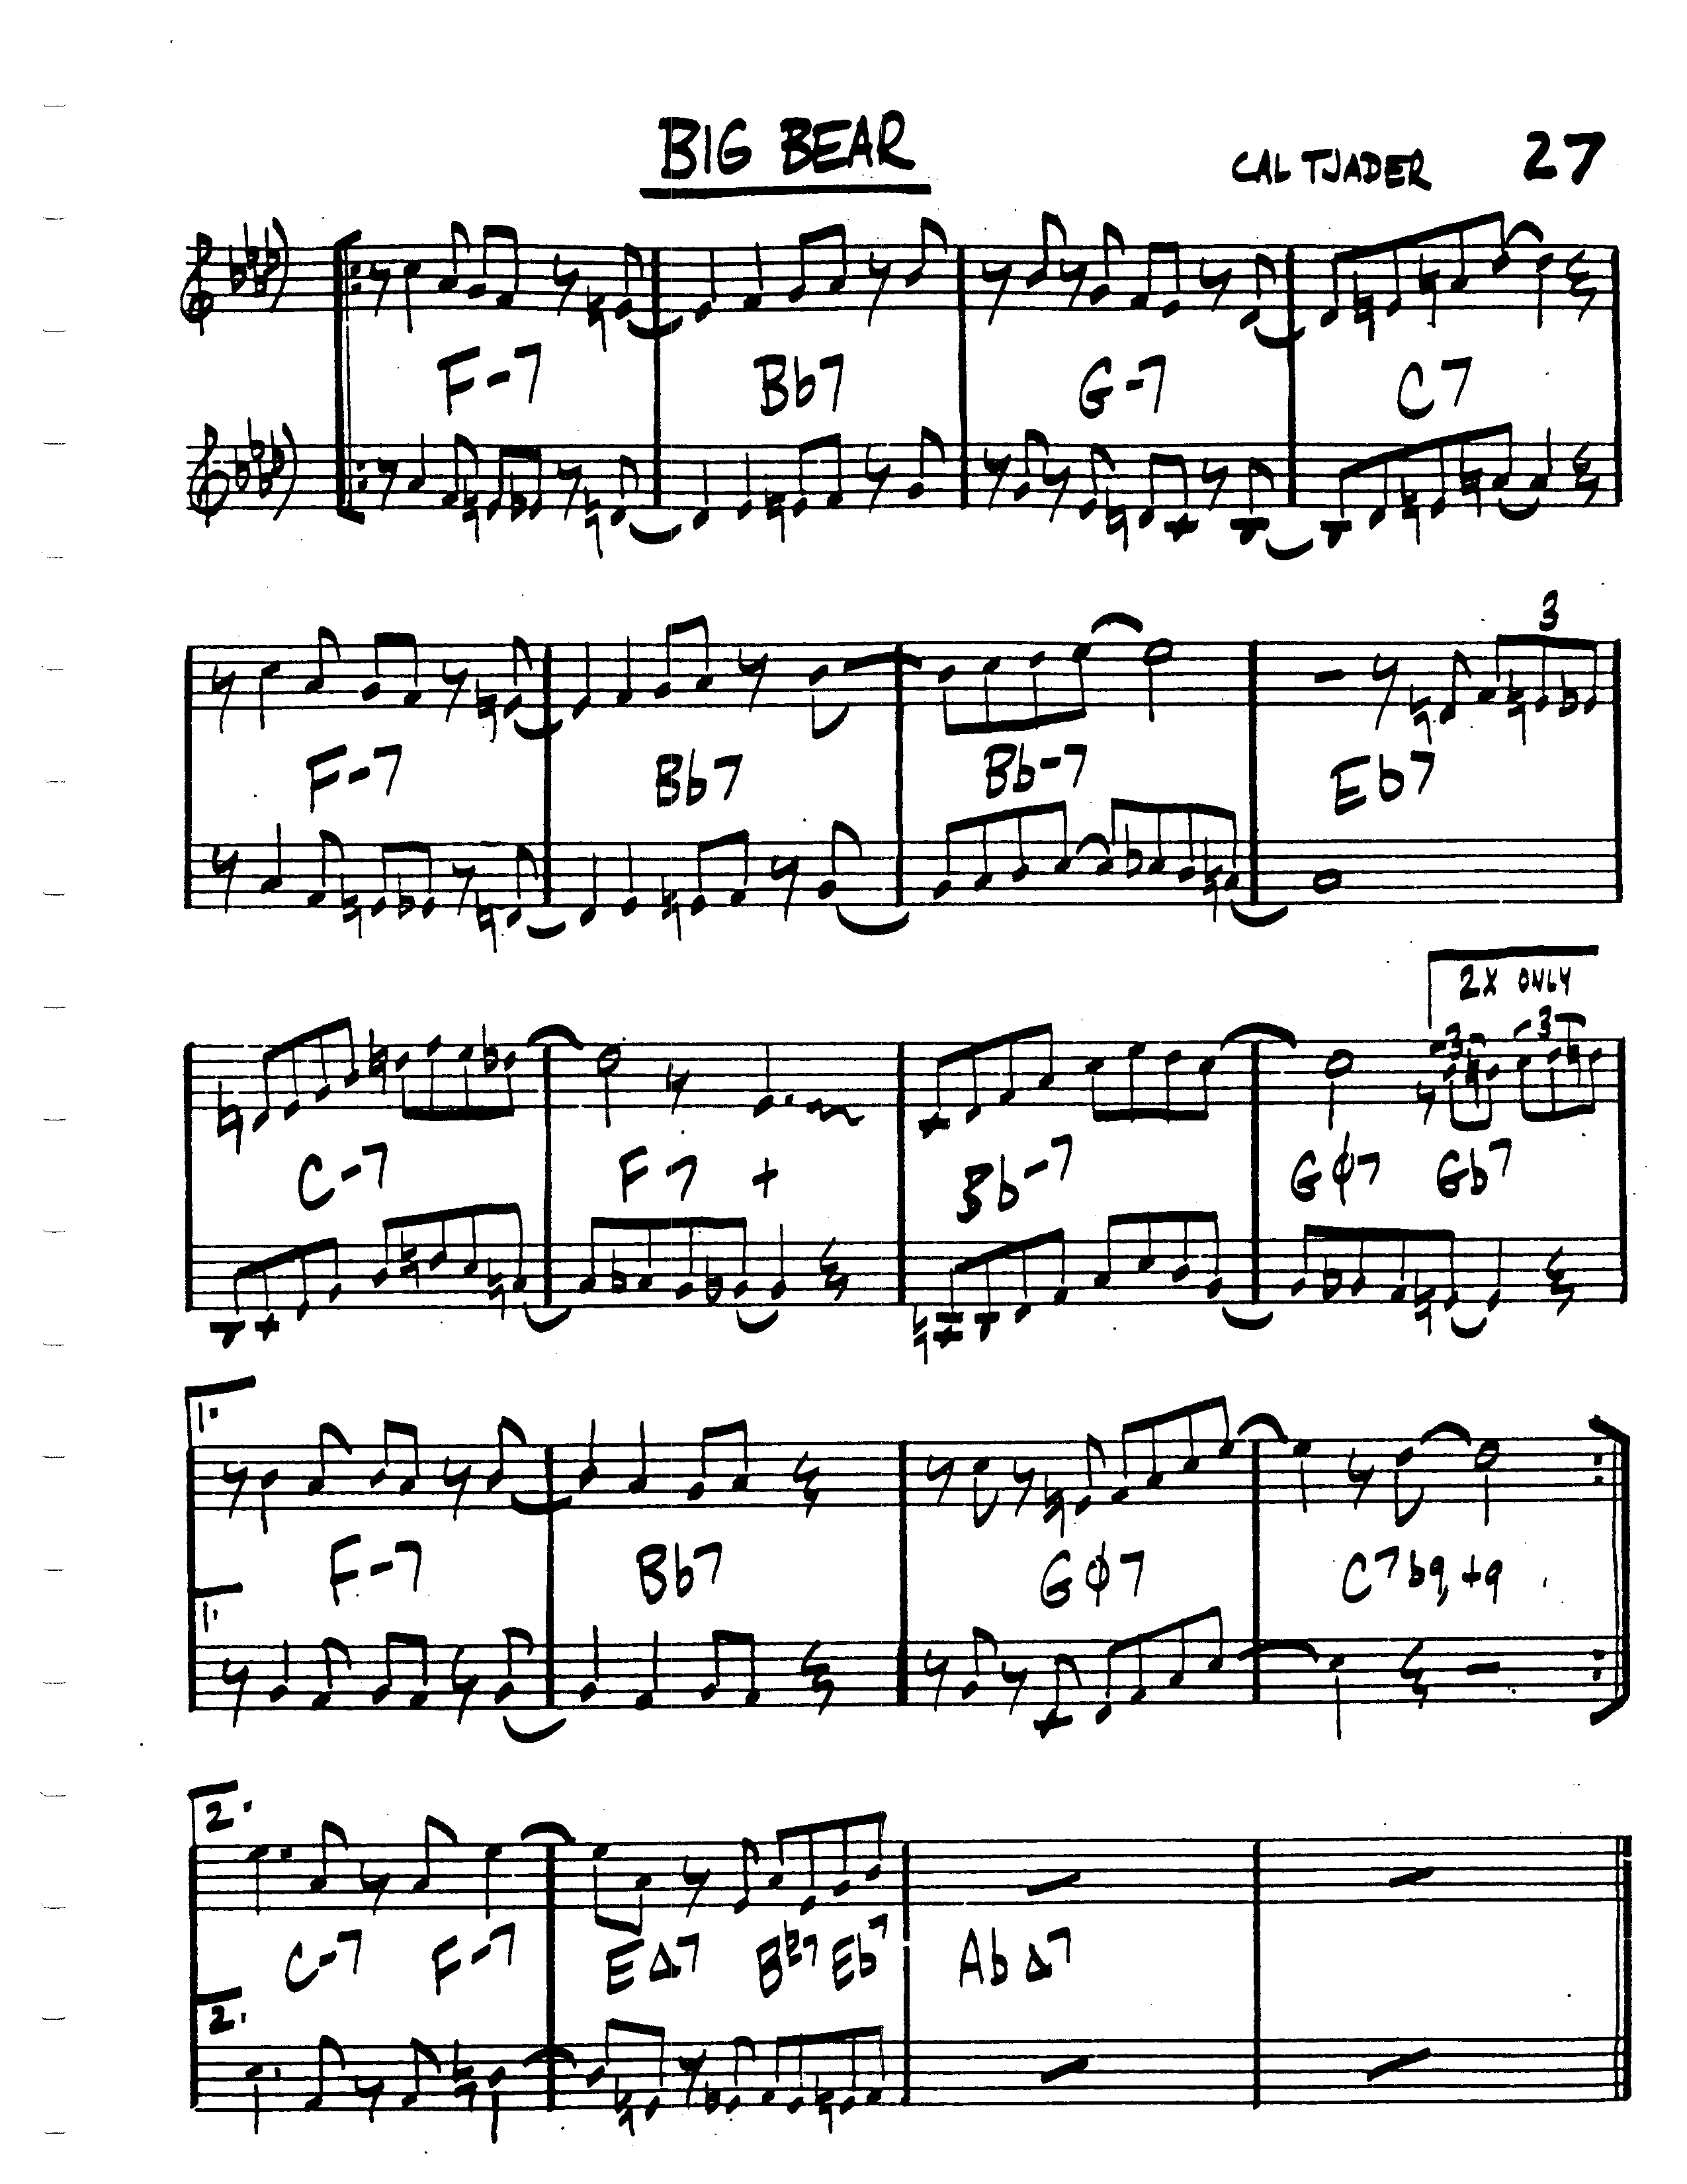 BIG BEAR
CAL TJADER 27
F-7 Bb7 G-7 C7
3
F-7 Bb7 Bb-7 Eb7
2X ONLY
3 3
C-7 F7 + Bb-7 Gø7 Gb7
1.
F-7 Bb7 Gø7 C7b9,+9
1.
2.
C-7 F-7 EΔ7 Bb7 Eb7 AbΔ7
2.